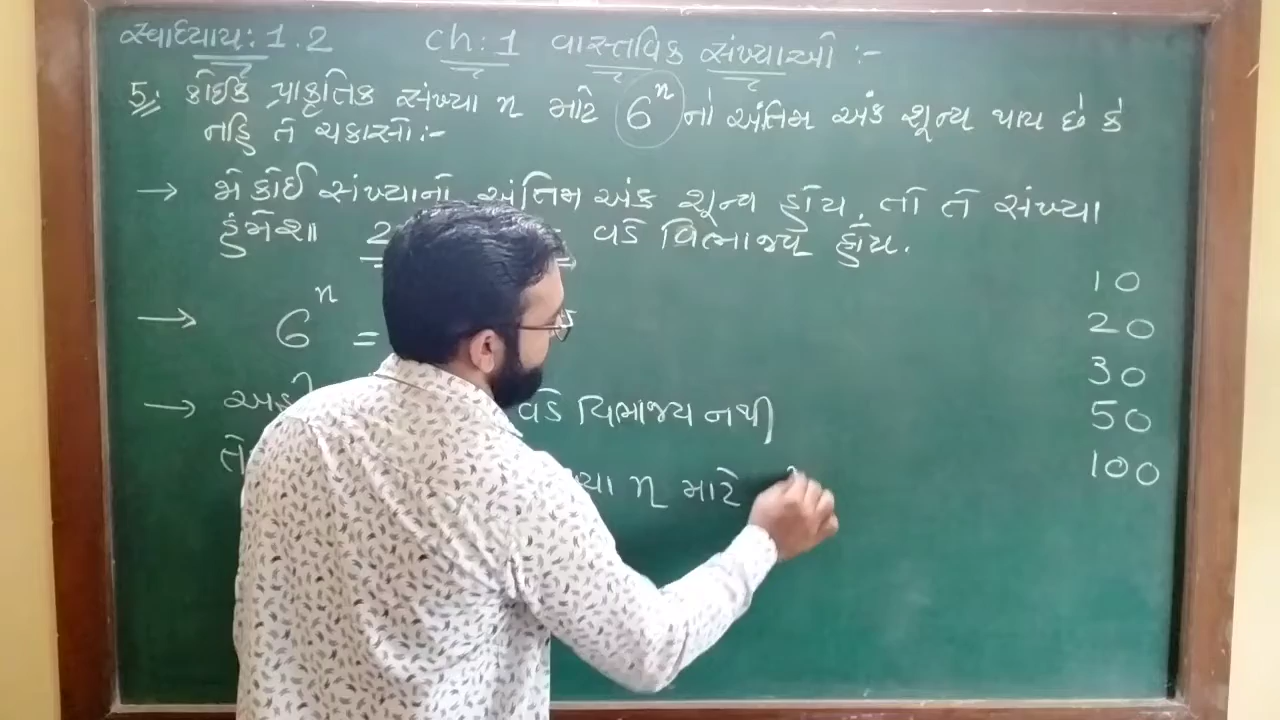 સ્વાધ્યાય: 1.2 ch: 1 વાસ્તવિક સંખ્યાઓ :-
5. કોઈક પ્રાકૃતિક સંખ્યા n માટે 6ⁿ નો અંતિમ અંક શૂન્ય થાય છે કે
નહિ તે ચકાસો:-
→ જો કોઈ સંખ્યાનો અંતિમ અંક શૂન્ય હોય, તો તે સંખ્યા
હંમેશા 2 વડે વિભાજ્ય હોય.
→ 6ⁿ =
→ વડે વિભાજ્ય નથી
n માટે
10
20
30
50
100